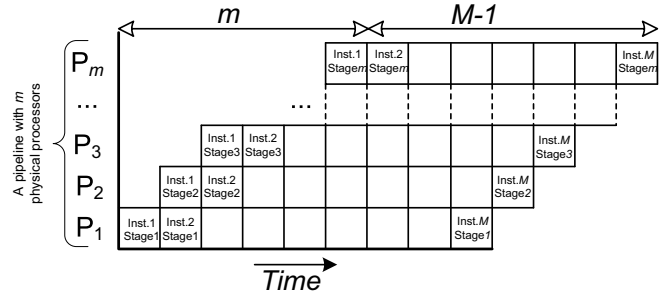 m
M-1
A pipeline with m
physical processors
Pm
Inst.1
Stagem
Inst.2
Stagem
Inst.M
Stagem
...
...
P3
Inst.1
Stage3
Inst.2
Stage3
Inst.M
Stage3
P2
Inst.1
Stage2
Inst.2
Stage2
Inst.M
Stage2
P1
Inst.1
Stage1
Inst.2
Stage1
Inst.M
Stage1
Time